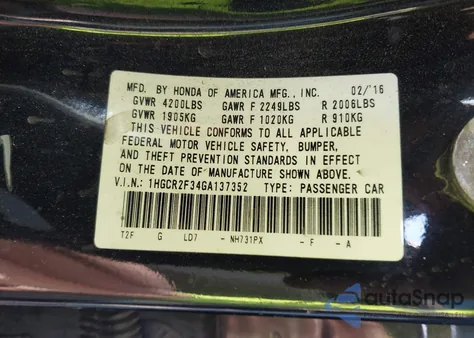 MFD. BY HONDA OF AMERICA MFG., INC. 02/'16
GVWR 4200LBS GAWR F 2249LBS R 2006LBS
GVWR 1905KG GAWR F 1020KG R 910KG
THIS VEHICLE CONFORMS TO ALL APPLICABLE
FEDERAL MOTOR VEHICLE SAFETY, BUMPER,
AND THEFT PREVENTION STANDARDS IN EFFECT
ON THE DATE OF MANUFACTURE SHOWN ABOVE.
V.I.N.: 1HGCR2F34GA137352 TYPE: PASSENGER CAR
T2F G LD7 - NH731PX - F - A
autaSnap